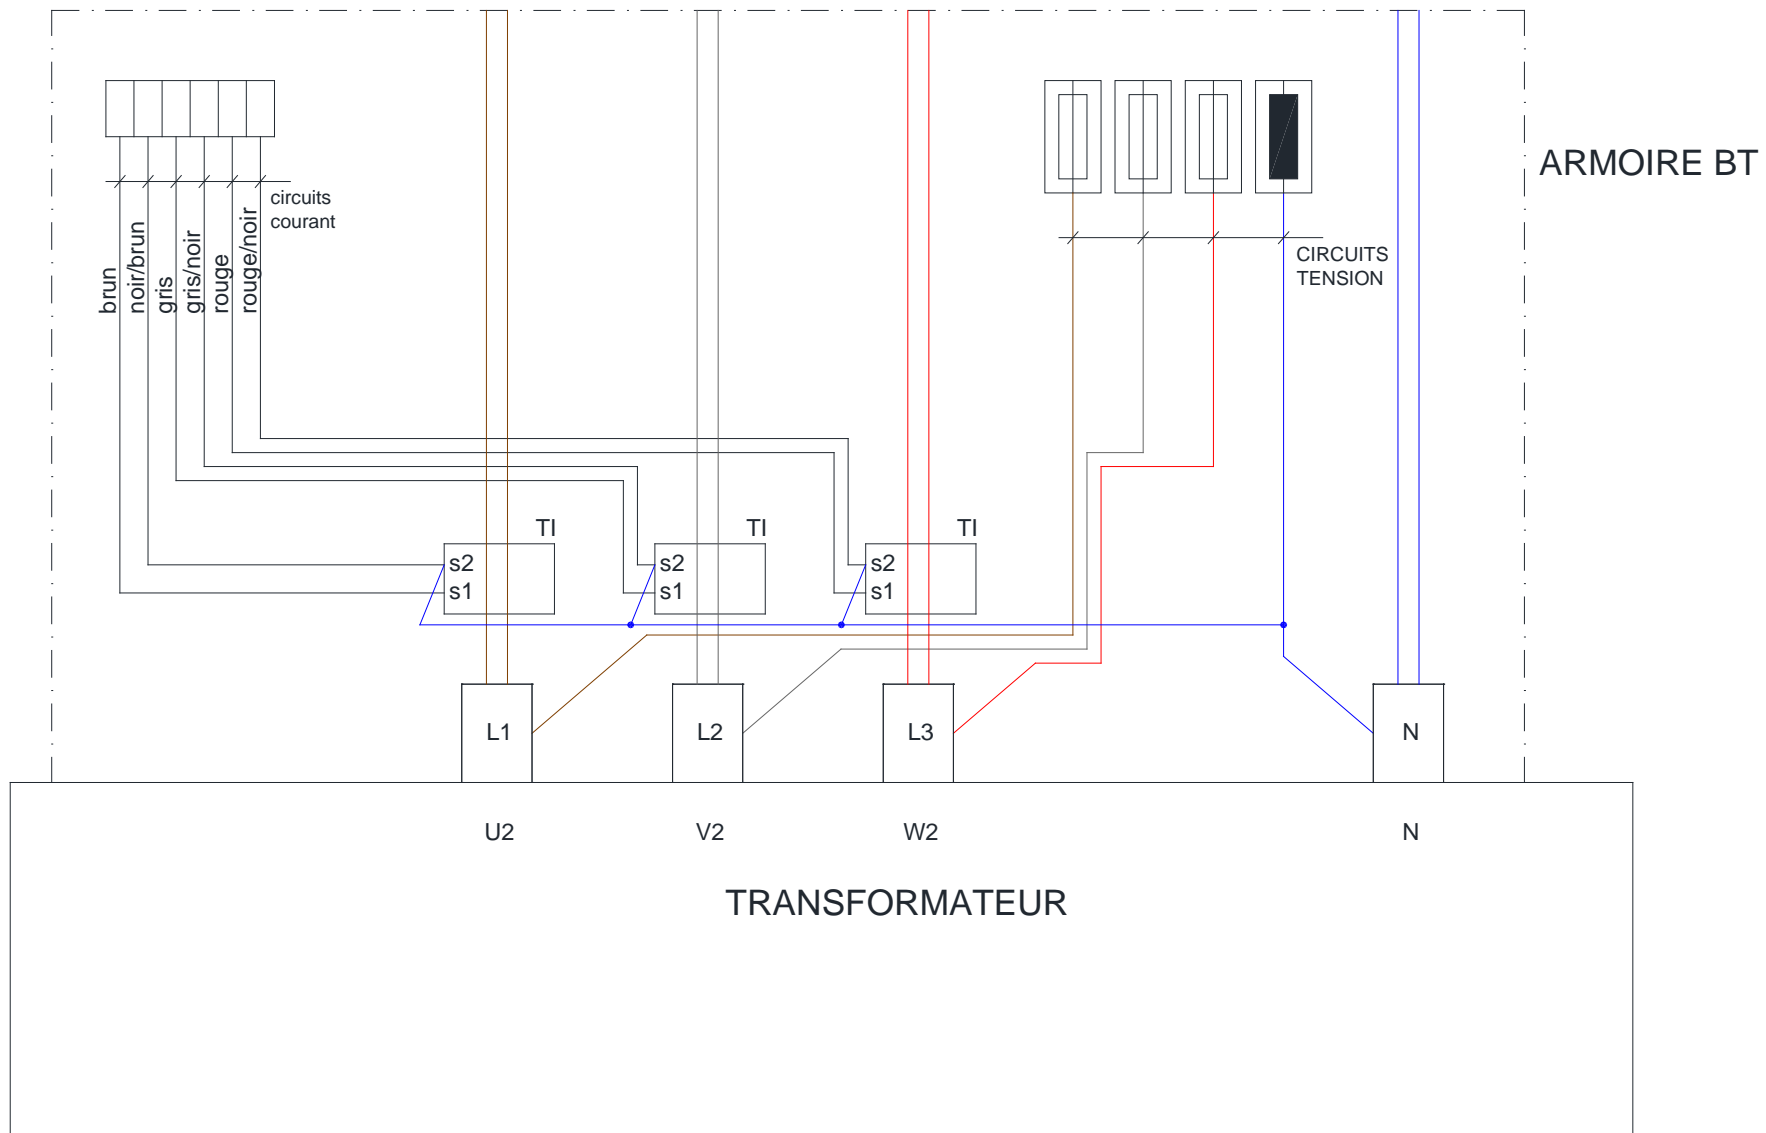 ARMOIRE BT
circuits
courant
brun
noir/brun
gris
gris/noir
rouge
rouge/noir
CIRCUITS
TENSION
TI
TI
TI
s2
s1
s2
s1
s2
s1
L1
L2
L3
N
U2
V2
W2
N
TRANSFORMATEUR